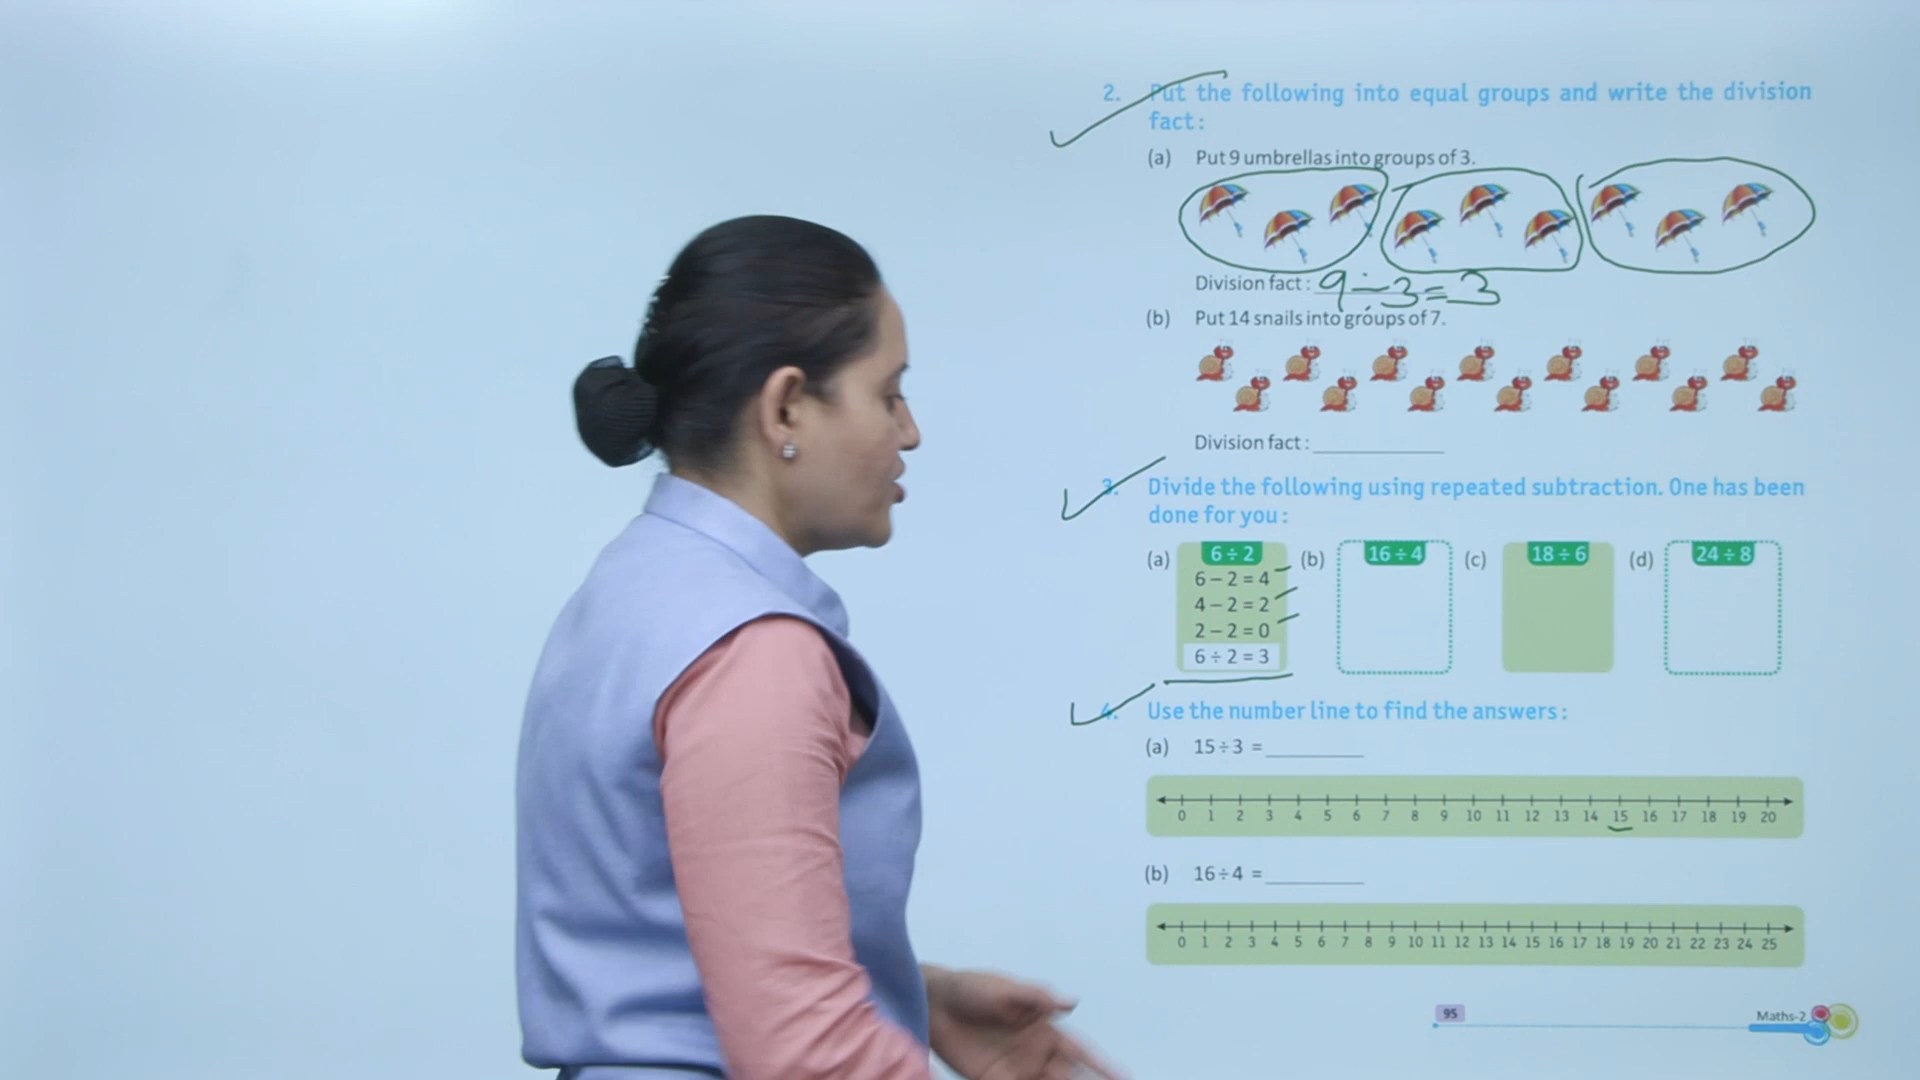 2. Put the following into equal groups and write the division
fact :
(a) Put 9 umbrellas into groups of 3.
Division fact : 9 ÷ 3 = 3
(b) Put 14 snails into groups of 7.
Division fact : __________
3. Divide the following using repeated subtraction. One has been
done for you :
(a) 6 ÷ 2 (b) 16 ÷ 4 (c) 18 ÷ 6 (d) 24 ÷ 8
6 – 2 = 4
4 – 2 = 2
2 – 2 = 0
6 ÷ 2 = 3
4. Use the number line to find the answers :
(a) 15 ÷ 3 = __________
0 1 2 3 4 5 6 7 8 9 10 11 12 13 14 15 16 17 18 19 20
(b) 16 ÷ 4 = __________
0 1 2 3 4 5 6 7 8 9 10 11 12 13 14 15 16 17 18 19 20 21 22 23 24 25
95 Maths-2